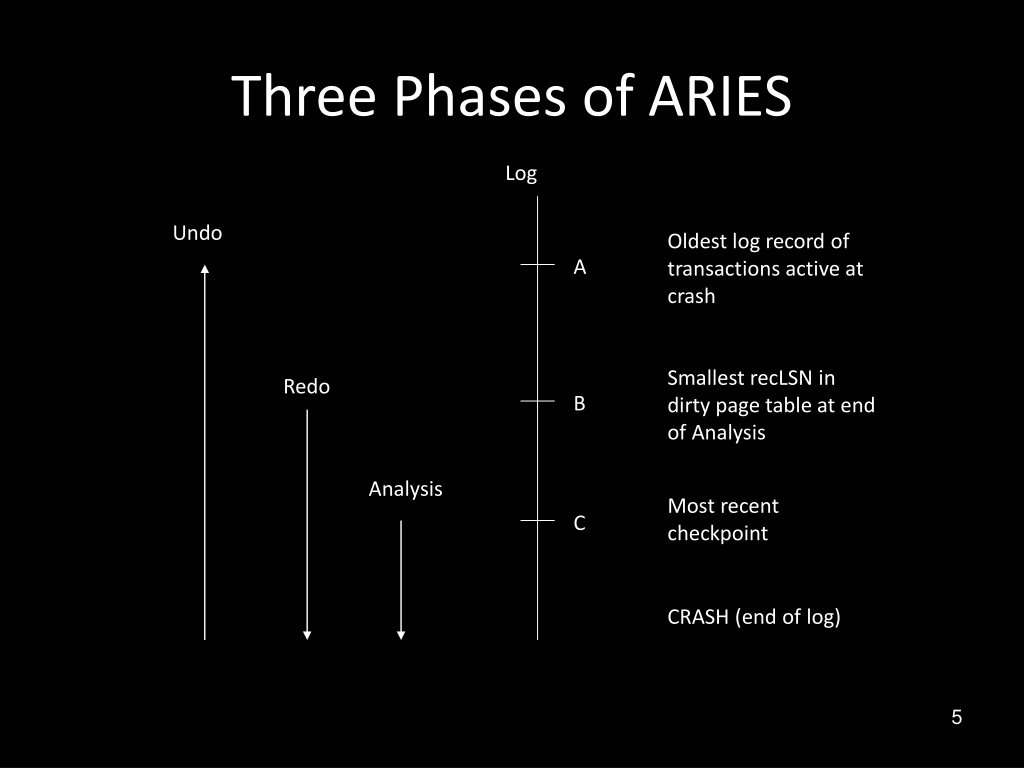 Three Phases of ARIES
Log
Undo
A
Oldest log record of
transactions active at
crash
Redo
B
Smallest recLSN in
dirty page table at end
of Analysis
Analysis
C
Most recent
checkpoint
CRASH (end of log)
5